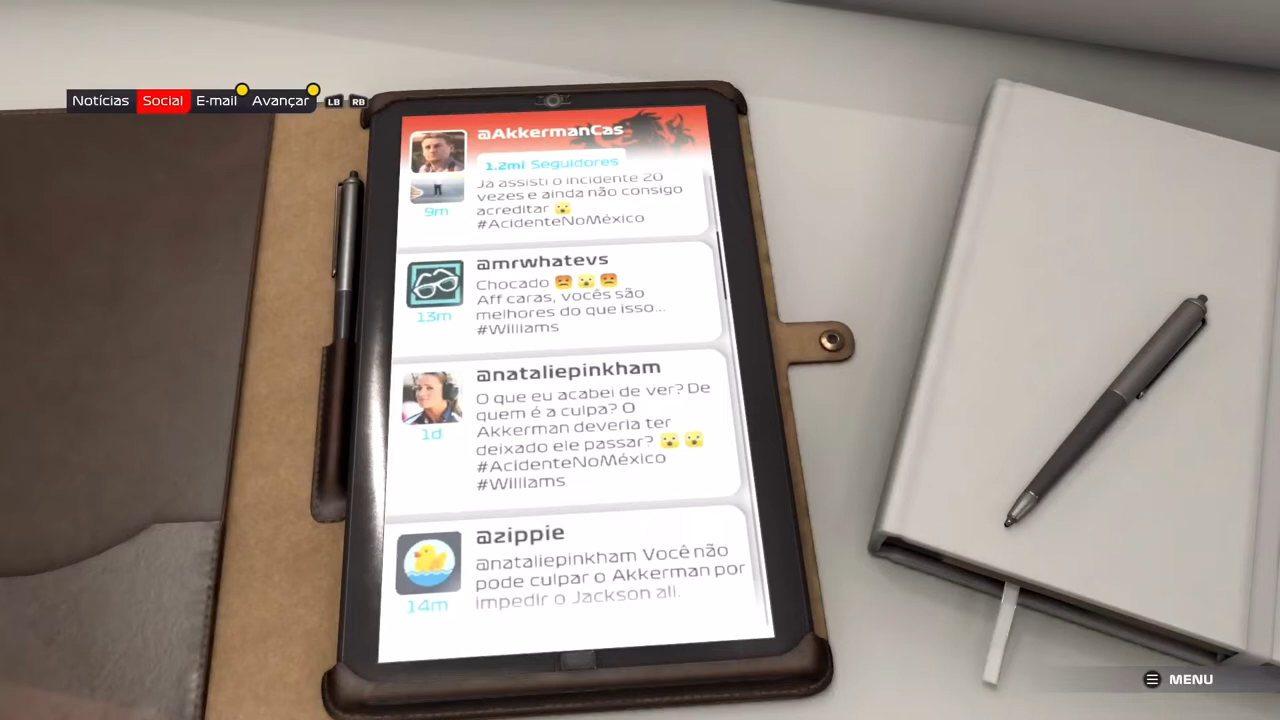 Notícias Social E-mail Avançar LB RB
@AkkermanCas
1.2mi Seguidores
Já assisti o incidente 20
vezes e ainda não consigo
acreditar 😮
#AcidenteNoMéxico
9m
@mrwhatevs
Chocado 😡 😮 😡
Aff caras, vocês são
melhores do que isso...
#Williams
13m
@nataliepinkham
O que eu acabei de ver? De
quem é a culpa? O
Akkerman deveria ter
deixado ele passar? 😮 😮
#AcidenteNoMéxico
#Williams
1d
@zippie
@nataliepinkham Você não
pode culpar o Akkerman por
impedir o Jackson ali.
14m
MENU